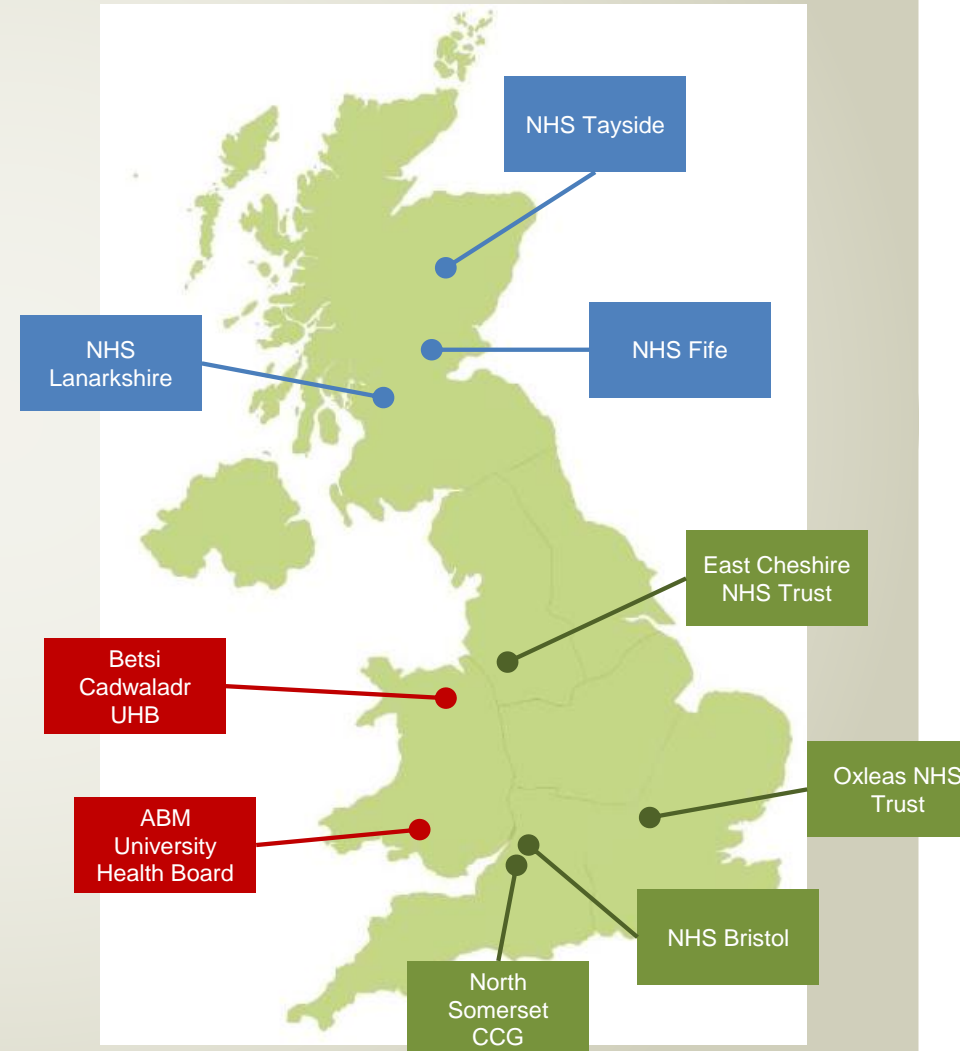 NHS Tayside
NHS
Lanarkshire
NHS Fife
East Cheshire
NHS Trust
Betsi
Cadwaladr
UHB
Oxleas NHS
Trust
ABM
University
Health Board
NHS Bristol
North
Somerset
CCG